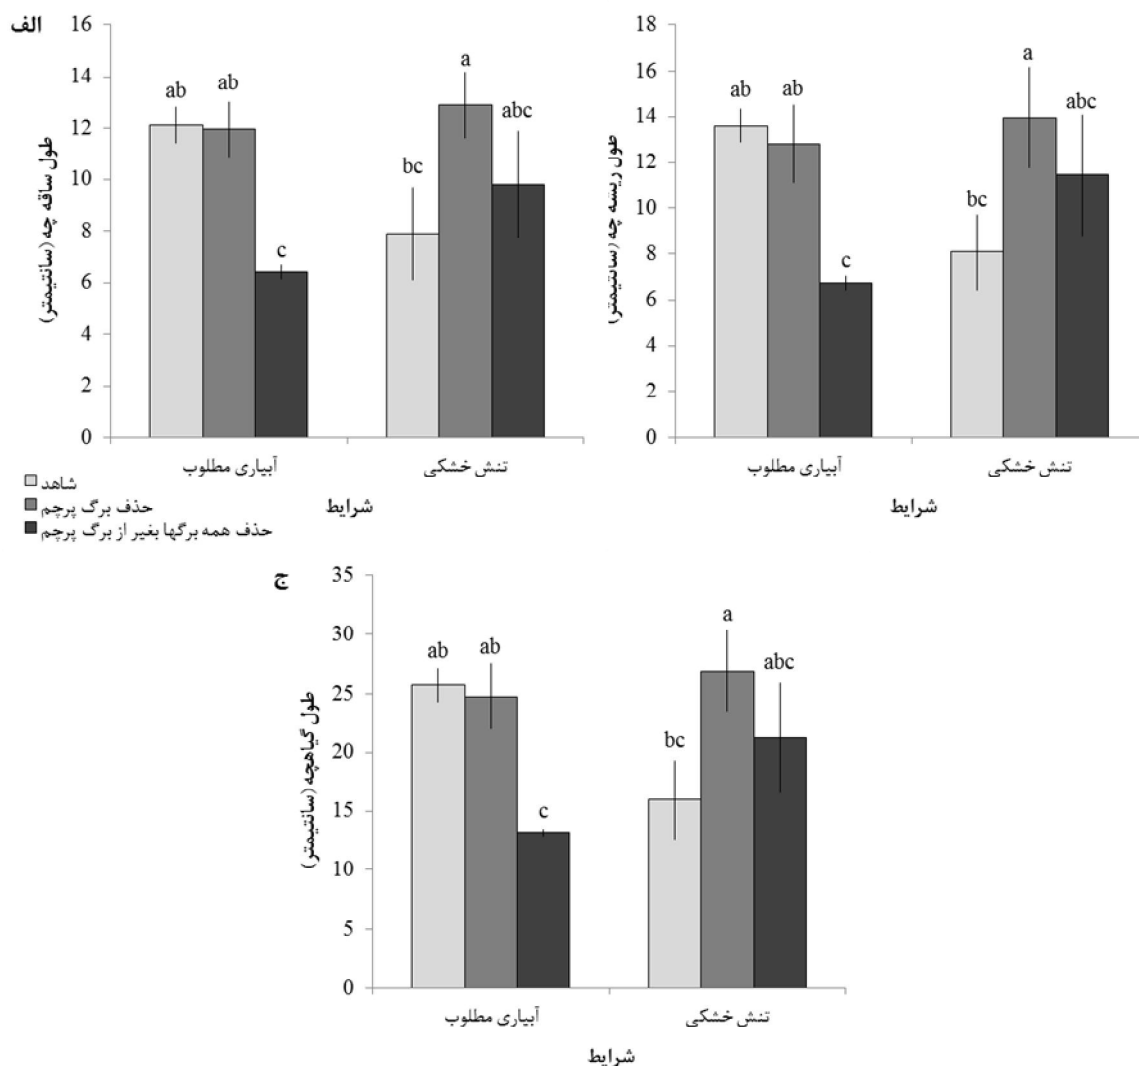 الف
16
14
12
10
8
6
4
2
0
طول ساقه چه (سانتیمتر)
ab
ab
c
bc
a
abc
آبیاری مطلوب
تنش خشکی
شرایط
18
16
14
12
10
8
6
4
2
0
طول ریشه چه (سانتیمتر)
ab
ab
c
bc
a
abc
آبیاری مطلوب
تنش خشکی
شرایط
شاهد
حذف برگ پرچم
حذف همه برگها بغیر از برگ پرچم
ج
35
30
25
20
15
10
5
0
طول گیاهچه (سانتیمتر)
ab
ab
c
bc
a
abc
آبیاری مطلوب
تنش خشکی
شرایط